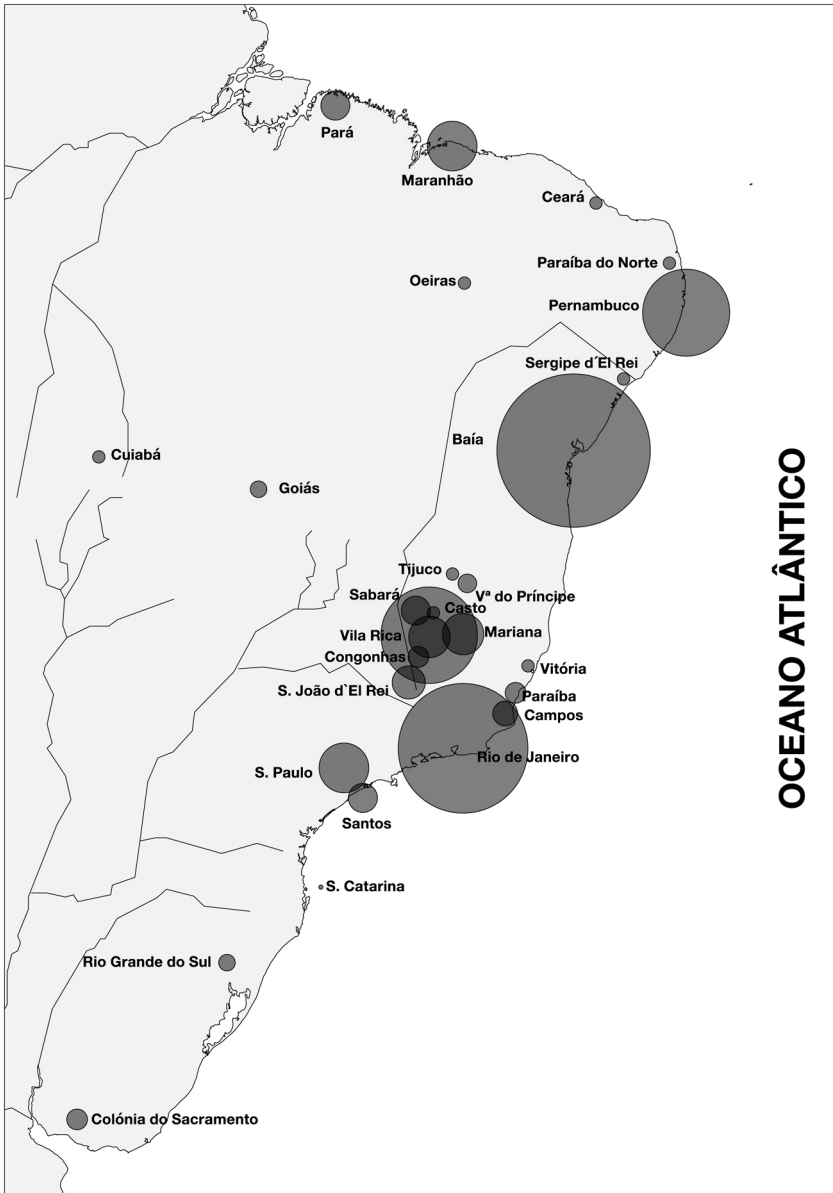 Pará
Maranhão
Ceará
Paraíba do Norte
Oeiras
Pernambuco
Sergipe d´El Rei
Baía
Cuiabá
Goiás
Tijuco
Vª do Príncipe
Sabará
Casto
Vila Rica
Mariana
Congonhas
Vitória
S. João d`El Rei
Paraíba
Campos
Rio de Janeiro
S. Paulo
Santos
S. Catarina
Rio Grande do Sul
Colónia do Sacramento
OCEANO ATLÂNTICO